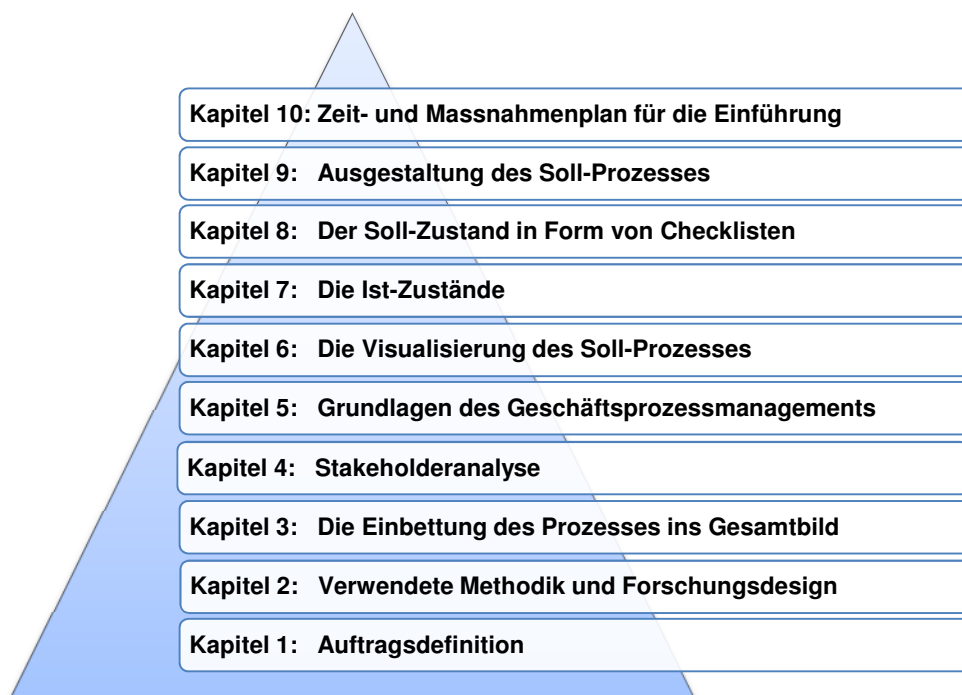 Kapitel 10: Zeit- und Massnahmenplan für die Einführung
Kapitel 9: Ausgestaltung des Soll-Prozesses
Kapitel 8: Der Soll-Zustand in Form von Checklisten
Kapitel 7: Die Ist-Zustände
Kapitel 6: Die Visualisierung des Soll-Prozesses
Kapitel 5: Grundlagen des Geschäftsprozessmanagements
Kapitel 4: Stakeholderanalyse
Kapitel 3: Die Einbettung des Prozesses ins Gesamtbild
Kapitel 2: Verwendete Methodik und Forschungsdesign
Kapitel 1: Auftragsdefinition